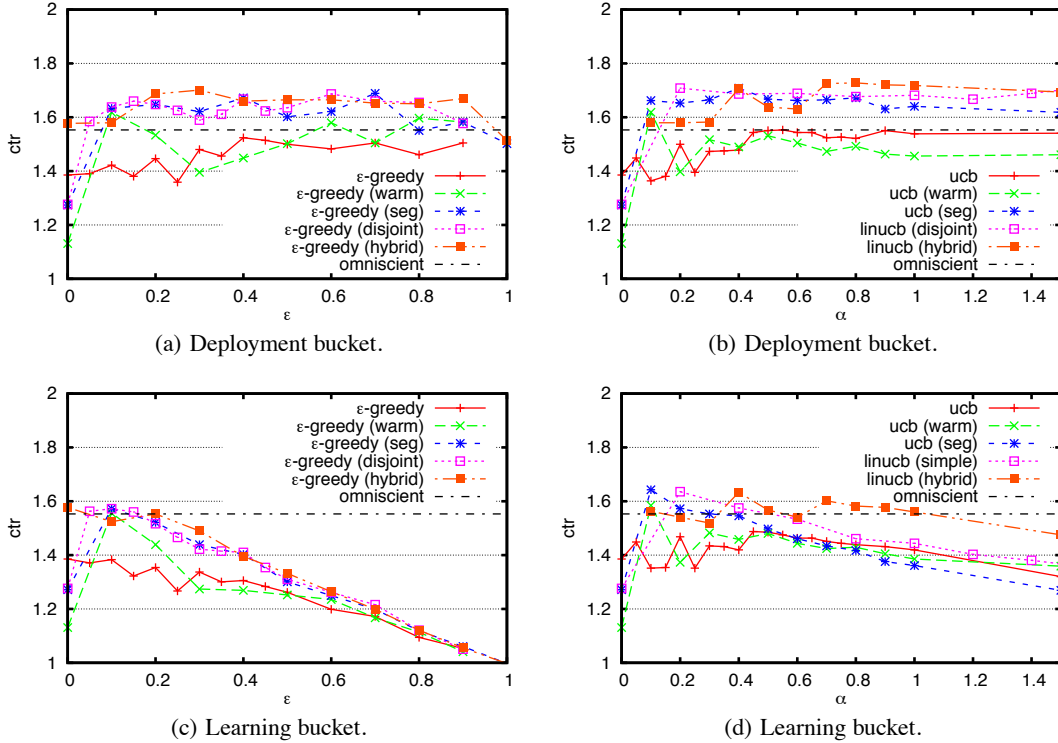 1
1.2
1.4
1.6
1.8
2
0 0.2 0.4 0.6 0.8 1
ctr
ε
ε-greedy
ε-greedy (warm)
ε-greedy (seg)
ε-greedy (disjoint)
ε-greedy (hybrid)
omniscient
(a) Deployment bucket.
1
1.2
1.4
1.6
1.8
2
0 0.2 0.4 0.6 0.8 1 1.2 1.4
ctr
α
ucb
ucb (warm)
ucb (seg)
linucb (disjoint)
linucb (hybrid)
omniscient
(b) Deployment bucket.
1
1.2
1.4
1.6
1.8
2
0 0.2 0.4 0.6 0.8 1
ctr
ε
ε-greedy
ε-greedy (warm)
ε-greedy (seg)
ε-greedy (disjoint)
ε-greedy (hybrid)
omniscient
(c) Learning bucket.
1
1.2
1.4
1.6
1.8
2
0 0.2 0.4 0.6 0.8 1 1.2 1.4
ctr
α
ucb
ucb (warm)
ucb (seg)
linucb (simple)
linucb (hybrid)
omniscient
(d) Learning bucket.